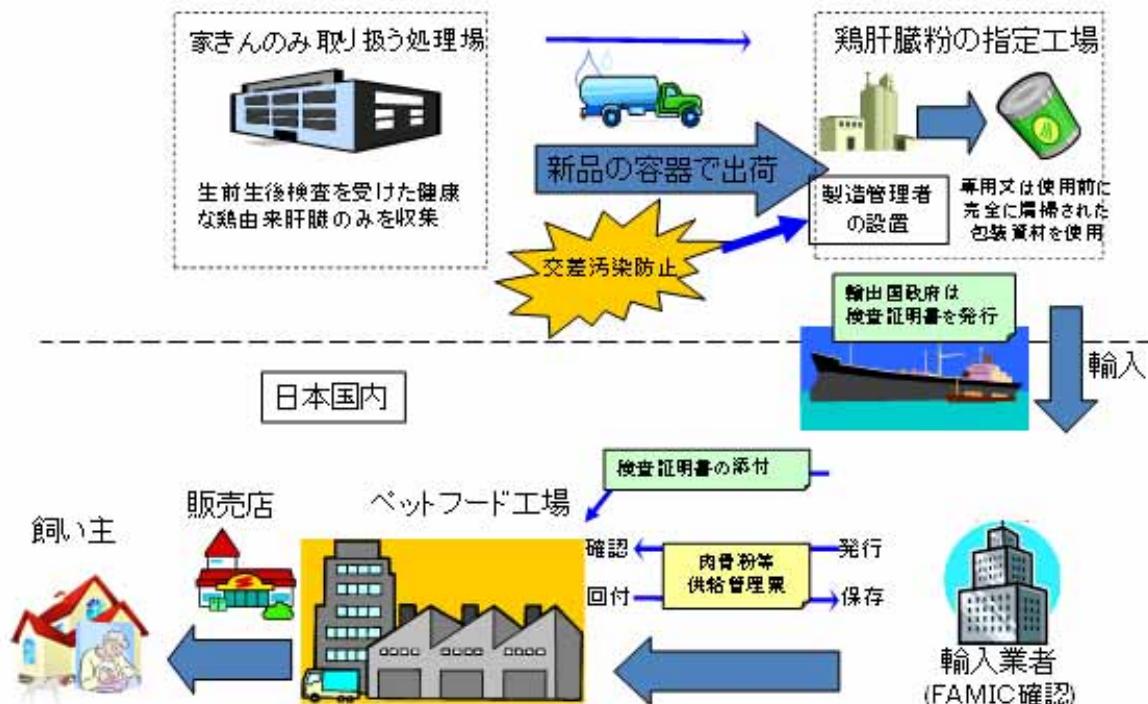 家きんのみ取り扱う処理場
生前生後検査を受けた健康
な鶏由来肝臓のみを収集
新品の容器で出荷
交差汚染防止
鶏肝臓粉の指定工場
製造管理者
の設置
専用又は使用前に
完全に清掃された
包装資材を使用
輸出国政府は
検査証明書を発行
輸入
日本国内
検査証明書の添付
飼い主
販売店
ペットフード工場
確認
肉骨粉等
供給管理票
発行
回付
保存
輸入業者
(FAMIC確認)